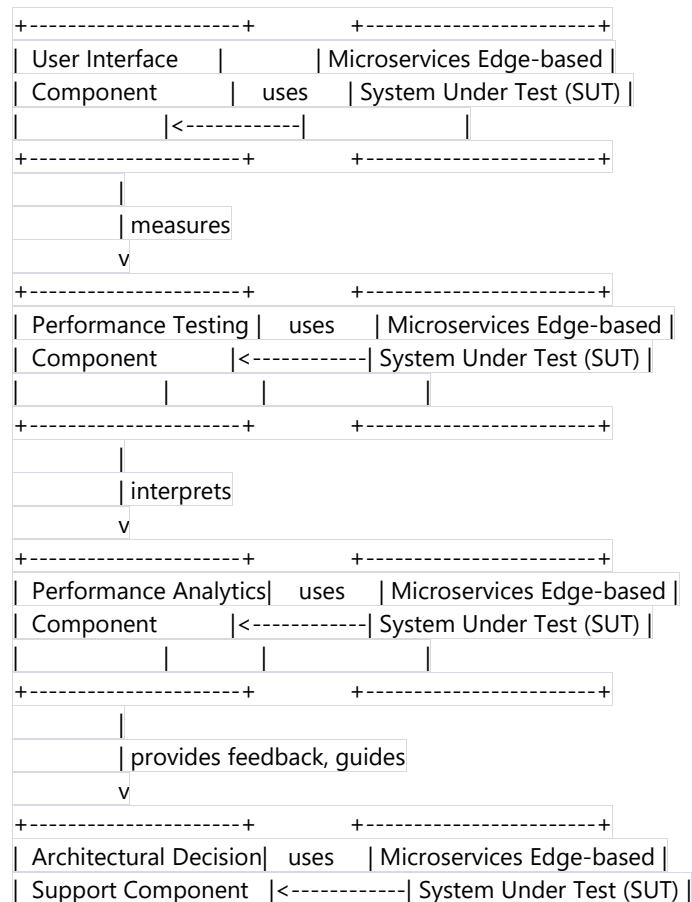 +---------------------+ +-----------------------+
| User Interface | | Microservices Edge-based |
| Component | uses | System Under Test (SUT) |
| |<------------| |
+---------------------+ +-----------------------+
|
| measures
v
+---------------------+ +-----------------------+
| Performance Testing | uses | Microservices Edge-based |
| Component |<------------| System Under Test (SUT) |
| | | |
+---------------------+ +-----------------------+
|
| interprets
v
+---------------------+ +-----------------------+
| Performance Analytics| uses | Microservices Edge-based |
| Component |<------------| System Under Test (SUT) |
| | | |
+---------------------+ +-----------------------+
|
| provides feedback, guides
v
+---------------------+ +-----------------------+
| Architectural Decision| uses | Microservices Edge-based |
| Support Component |<------------| System Under Test (SUT) |